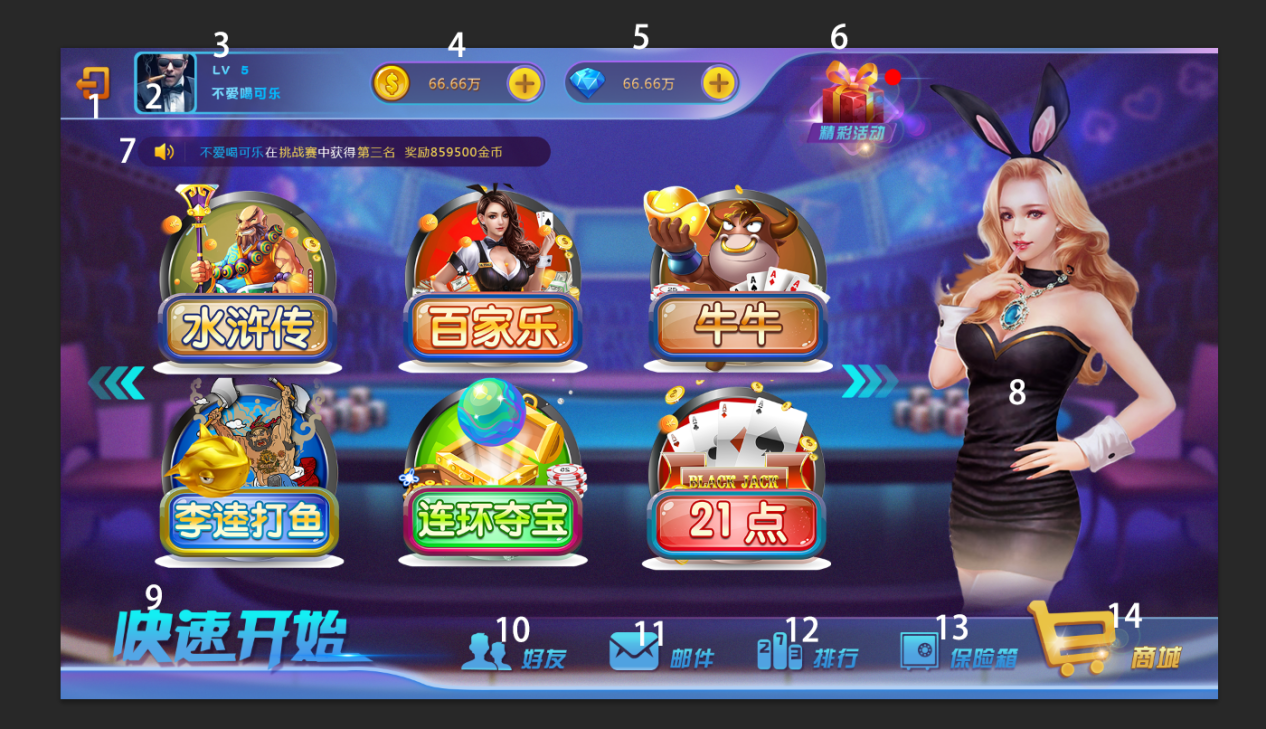 3
4
5
6
LV 5
66.66万
66.66万
1
2
不爱喝可乐
精彩活动
7
不爱喝可乐在挑战赛中获得第三名 奖励859500金币
水浒传
百家乐
牛牛
8
BLACK JACK
李逵打鱼
连环夺宝
21点
9
快速开始
10
好友
11
邮件
12
排行
13
保险箱
14
商城